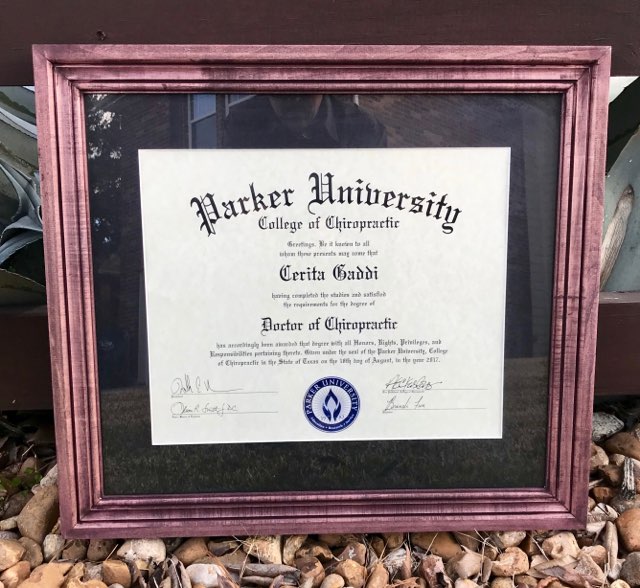 Parker University
College of Chiropractic
Greetings. Be it known to all
whom these presents may come that
Cerita Gaddi
having completed the studies and satisfied
the requirements for the degree of
Doctor of Chiropractic
has accordingly been awarded that degree with all Honors, Rights, Privileges, and
Responsibilities pertaining thereto. Given under the seal of the Parker University, College
of Chiropractic in the State of Texas on the 18th day of August, in the year 2017.
PARKER UNIVERSITY